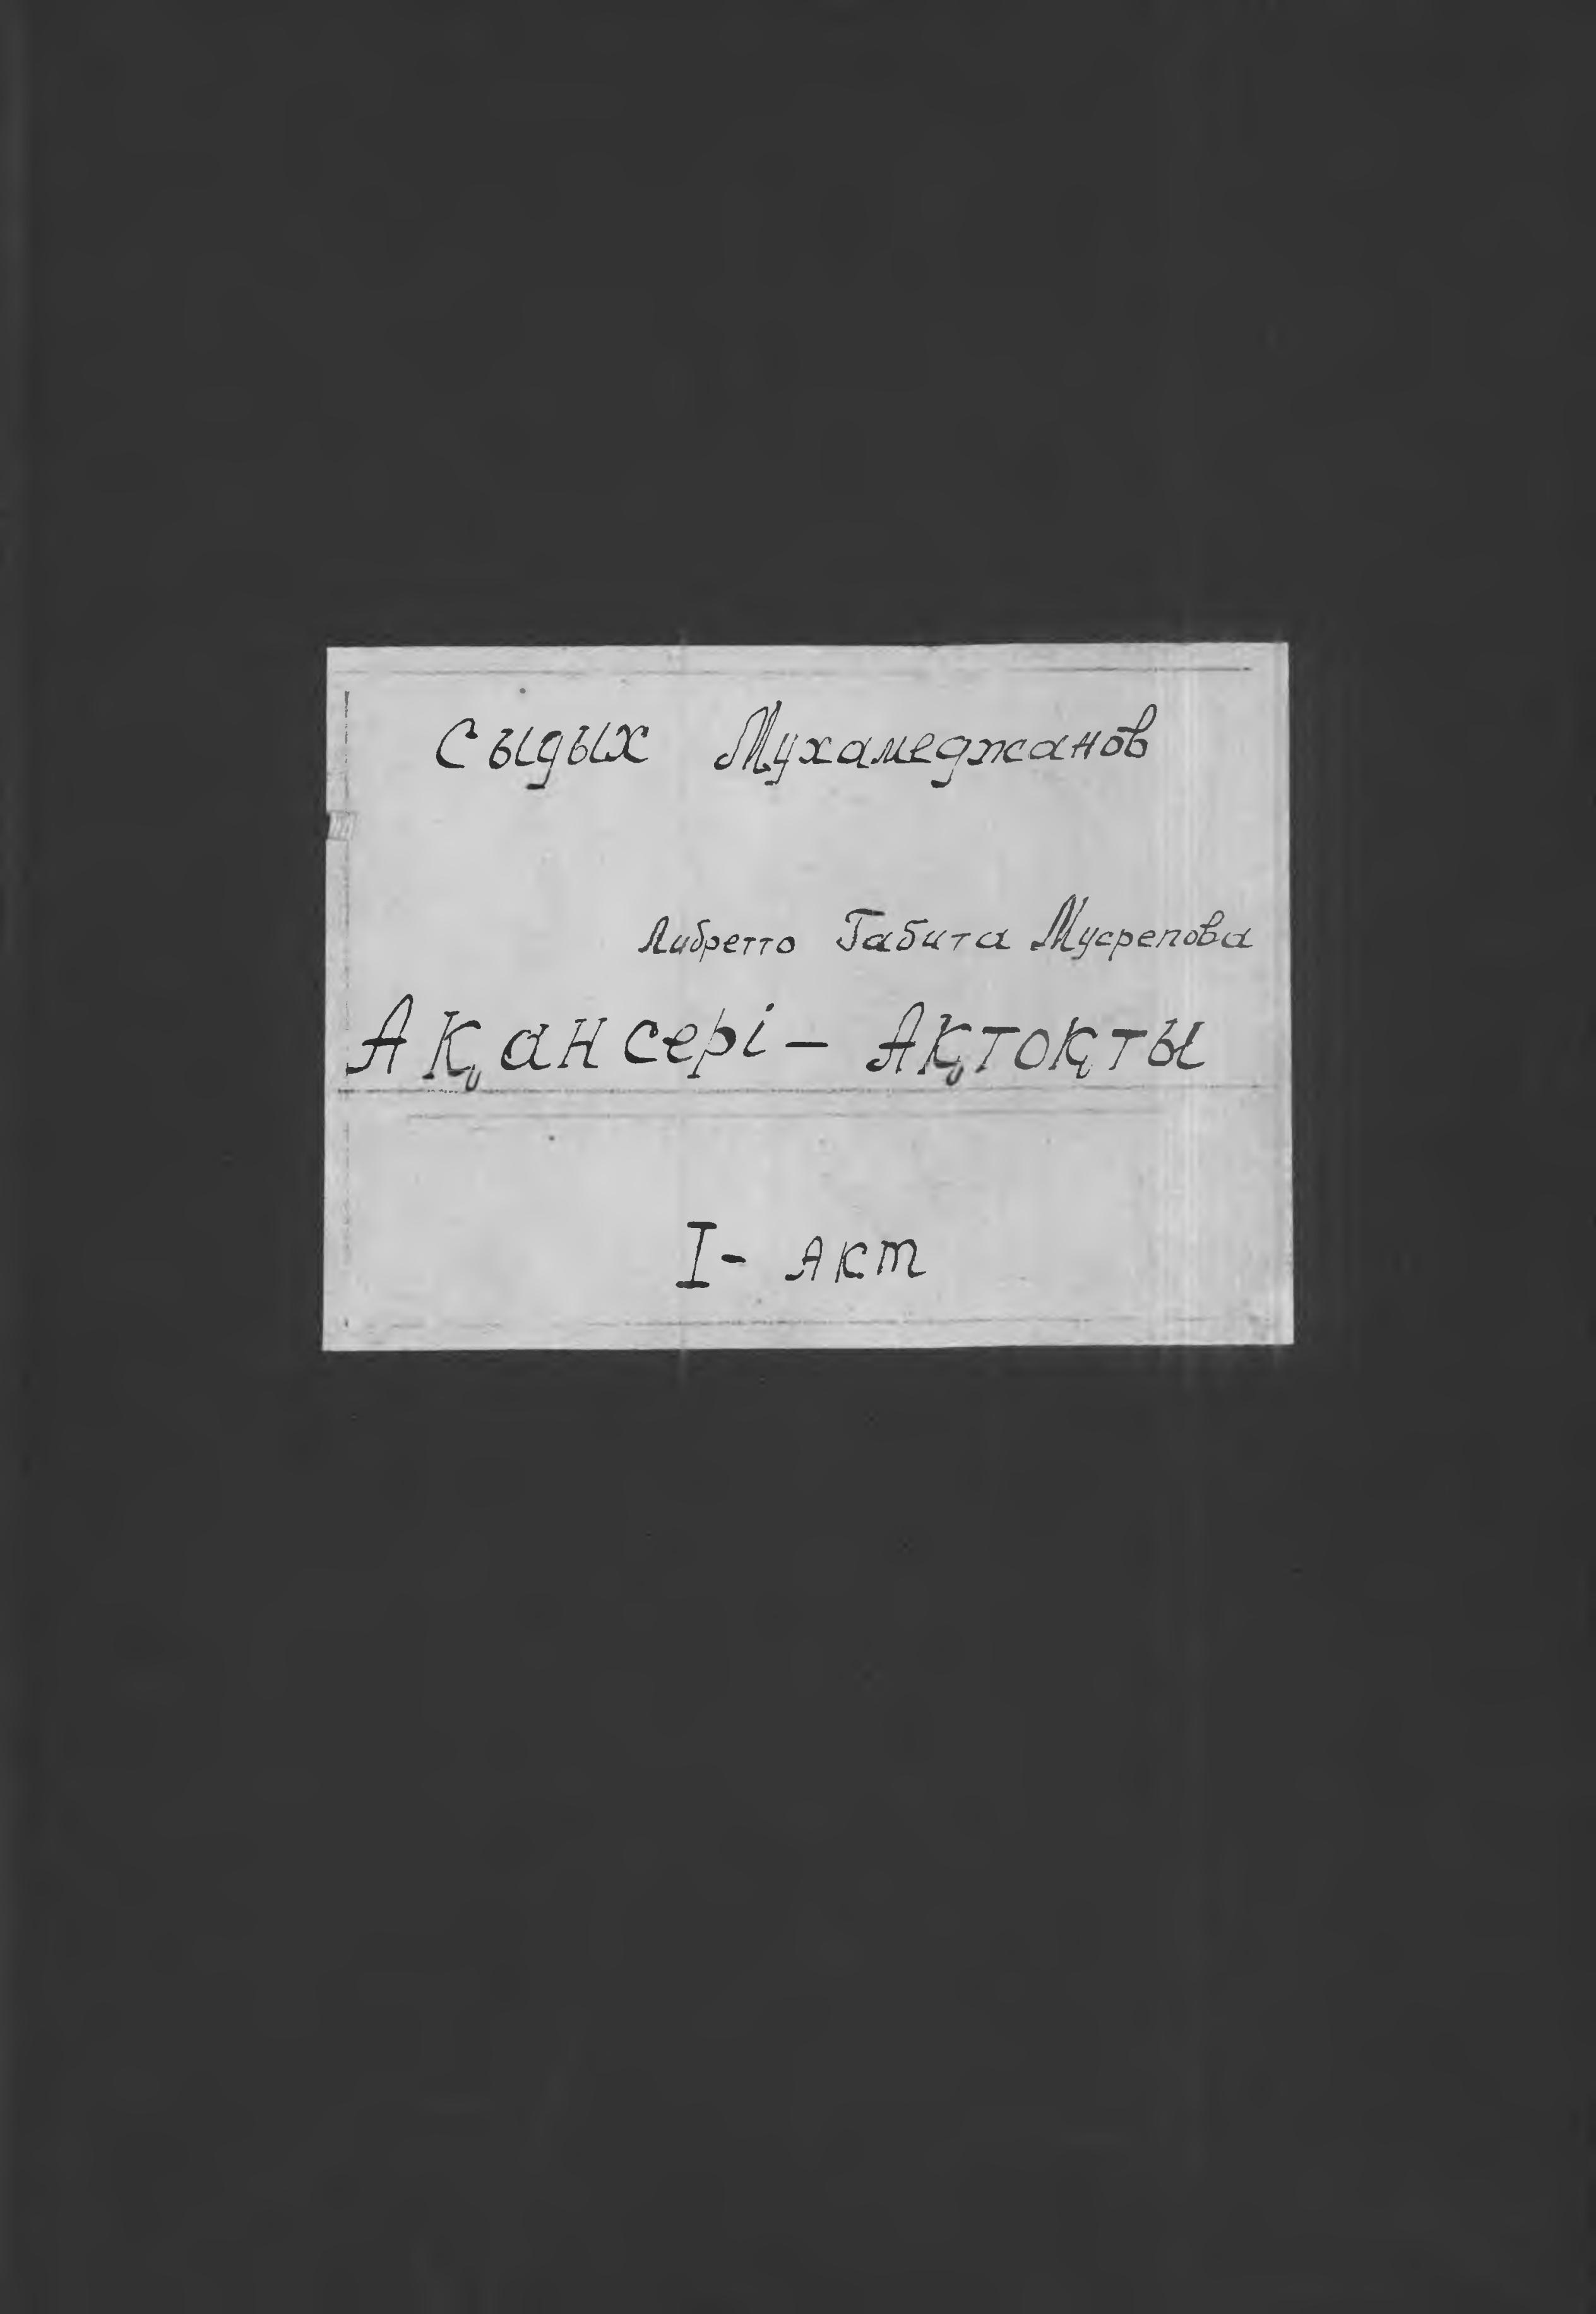 Сыдых Мухамеджанов
Либретто Габита Мусрепова
Ақан сері – Ақтоқты
I - акт